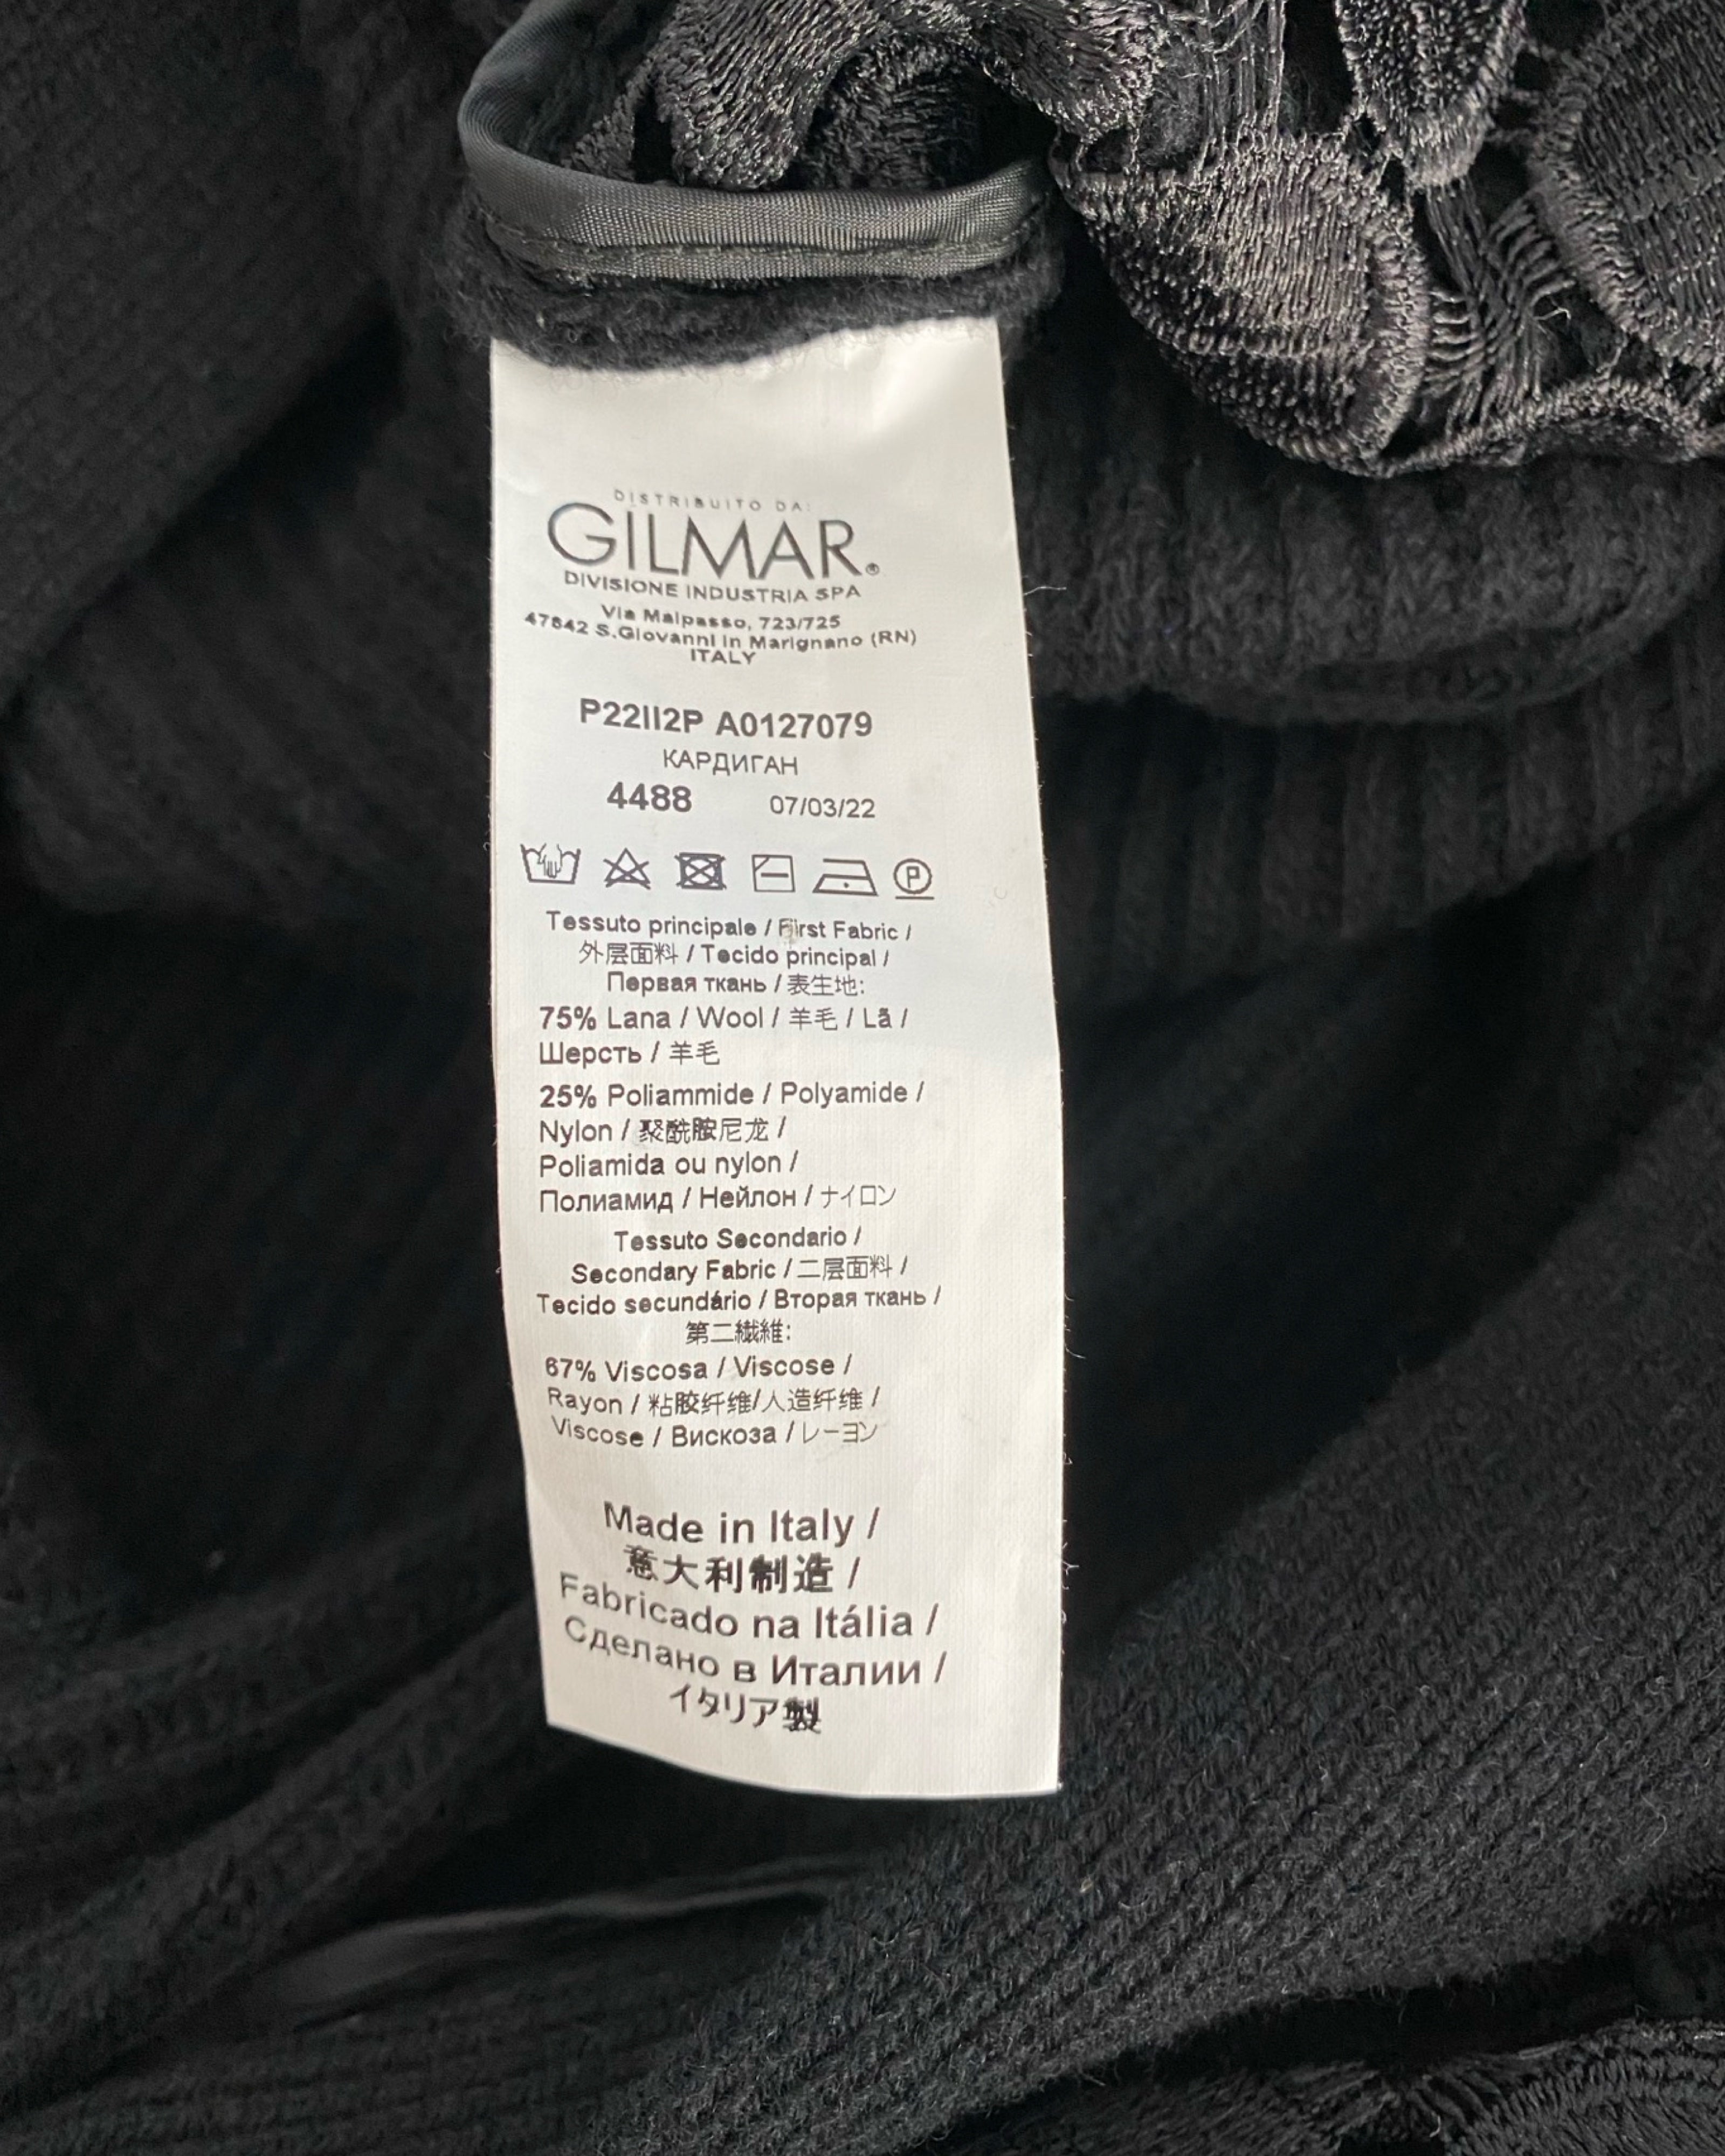 DISTRIBUITO DA:
GILMAR®
DIVISIONE INDUSTRIA SPA
Via Malpasso, 723/725
47842 S.Giovanni in Marignano (RN)
ITALY
P22II2P A0127079
КАРДИГАН
4488 07/03/22
P
Tessuto principale / First Fabric /
外层面料 / Tecido principal /
Первая ткань / 表生地:
75% Lana / Wool / 羊毛 / Lã /
Шерсть / 羊毛
25% Poliammide / Polyamide /
Nylon / 聚酰胺尼龙 /
Poliamida ou nylon /
Полиамид / Нейлон / ナイロン
Tessuto Secondario /
Secondary Fabric / 二层面料 /
Tecido secundário / Вторая ткань /
第二繊維:
67% Viscosa / Viscose /
Rayon / 粘胶纤维/人造纤维 /
Viscose / Вискоза / レーヨン
Made in Italy /
意大利制造 /
Fabricado na Itália /
Сделано в Италии /
イタリア製